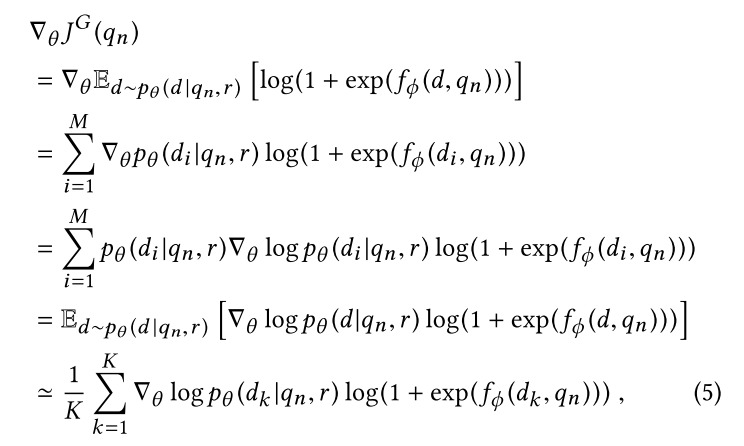 ∇_θ J^G(q_n)
= ∇_θ 𝔼_{d∼p_θ(d|q_n,r)} [log(1 + exp(f_ϕ(d, q_n)))]
= ∑_{i=1}^{M} ∇_θ p_θ(d_i|q_n, r) log(1 + exp(f_ϕ(d_i, q_n)))
= ∑_{i=1}^{M} p_θ(d_i|q_n, r)∇_θ log p_θ(d_i|q_n, r) log(1 + exp(f_ϕ(d_i, q_n)))
= 𝔼_{d∼p_θ(d|q_n,r)} [∇_θ log p_θ(d|q_n, r) log(1 + exp(f_ϕ(d, q_n)))]
≃ \frac{1}{K} ∑_{k=1}^{K} ∇_θ log p_θ(d_k|q_n, r) log(1 + exp(f_ϕ(d_k, q_n))) , (5)